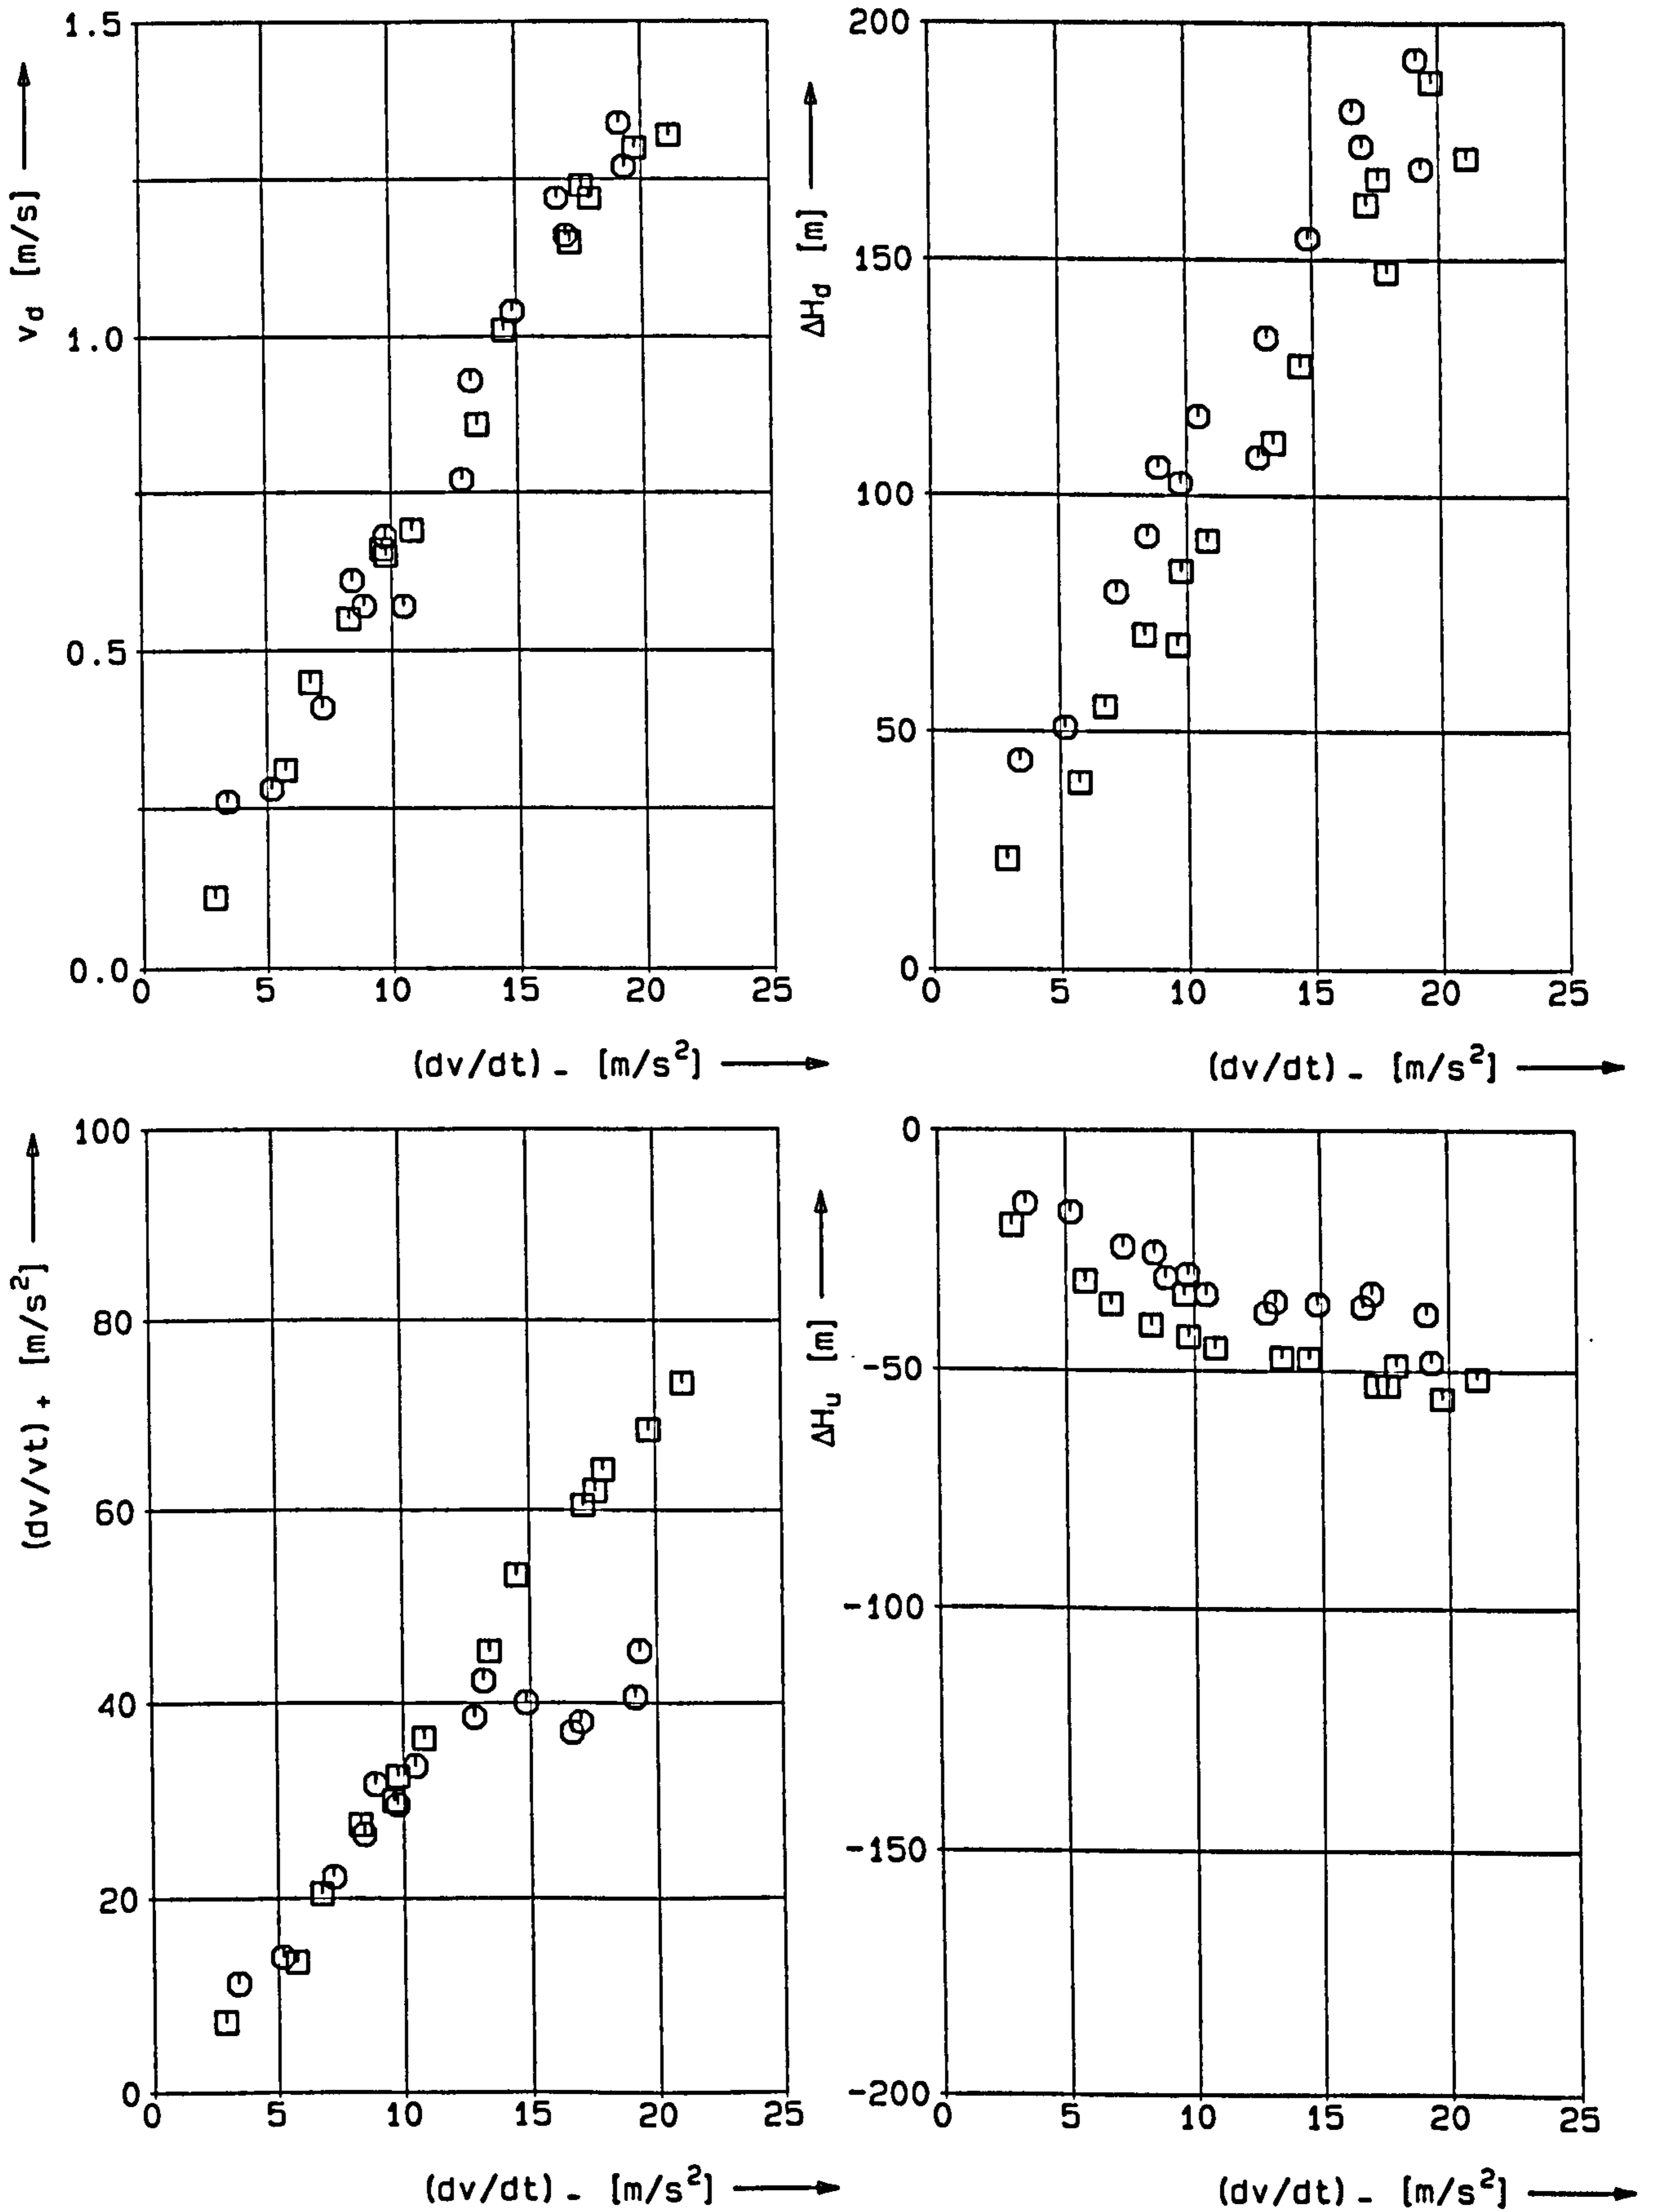 1.5
1.0
0.5
0.0
v_d [m/s]
0 5 10 15 20 25
(dv/dt)_- [m/s²]
200
150
100
50
0
ΔH_d [m]
0 5 10 15 20 25
(dv/dt)_- [m/s²]
100
80
60
40
20
0
(dv/vt)_+ [m/s²]
0 5 10 15 20 25
(dv/dt)_- [m/s²]
0
-50
-100
-150
-200
ΔH_u [m]
0 5 10 15 20 25
(dv/dt)_- [m/s²]